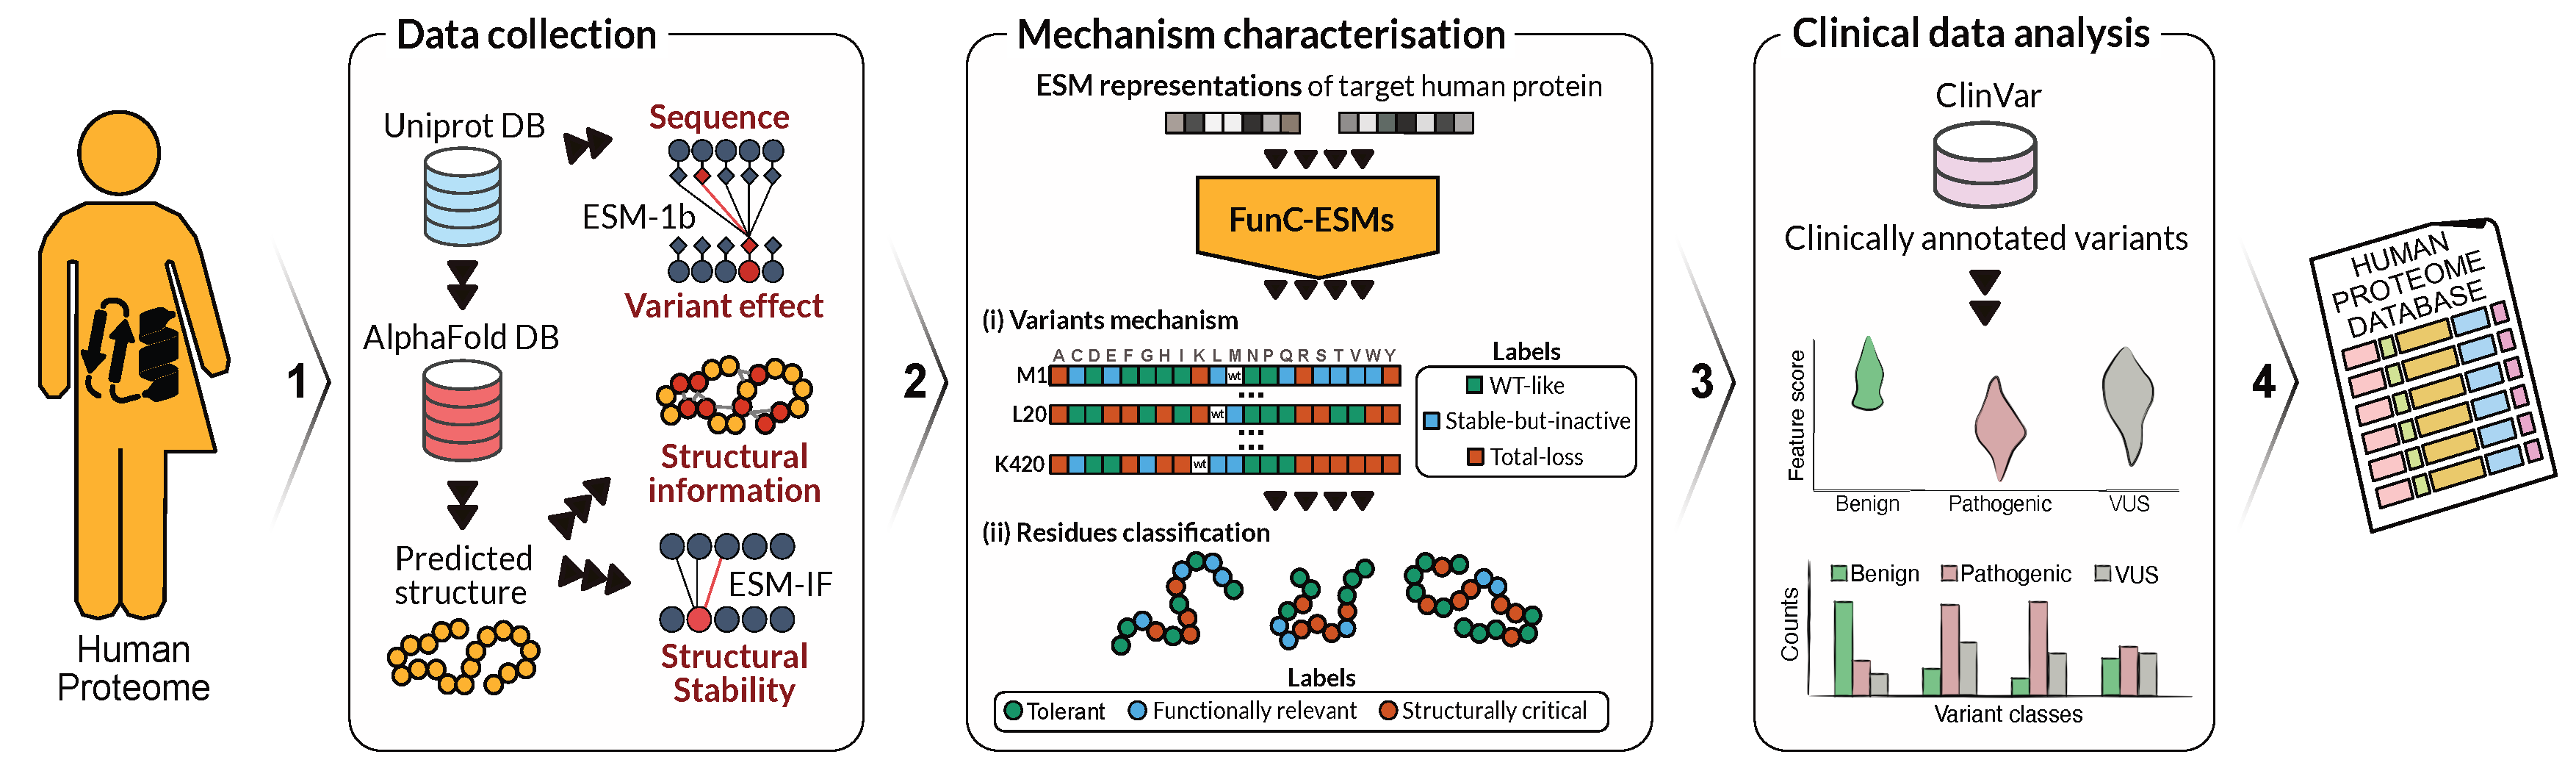 Human
Proteome
1
Data collection
Uniprot DB
Sequence
ESM-1b
Variant effect
AlphaFold DB
Structural
information
Predicted
structure
ESM-IF
Structural
Stability
2
Mechanism characterisation
ESM representations of target human protein
FunC-ESMs
(i) Variants mechanism
A C D E F G H I K L M N P Q R S T V W Y
M1
wt
...
L20
wt
...
...
K420
wt
Labels
WT-like
Stable-but-inactive
Total-loss
(ii) Residues classification
Labels
Tolerant
Functionally relevant
Structurally critical
3
Clinical data analysis
ClinVar
Clinically annotated variants
Feature score
Benign
Pathogenic
VUS
Benign
Pathogenic
VUS
Counts
Variant classes
4
HUMAN
PROTEOME
DATABASE